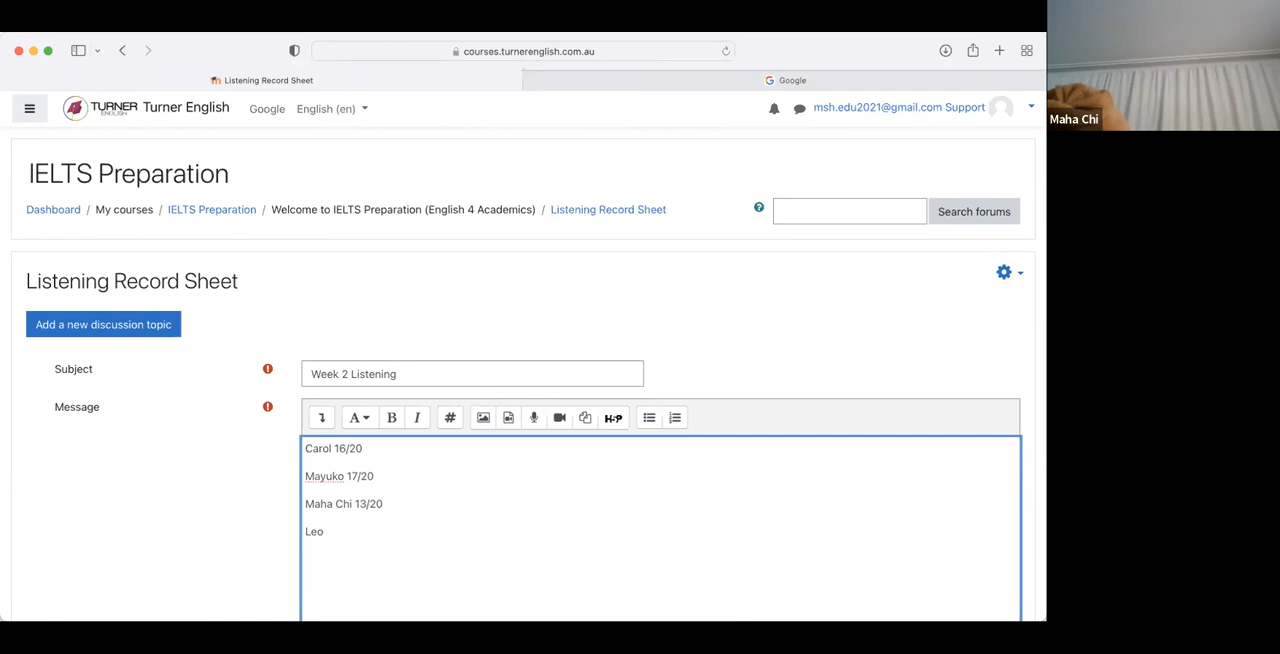 courses.turnerenglish.com.au
Listening Record Sheet
Google
TURNER ENGLISH Turner English
Google
English (en)
msh.edu2021@gmail.com Support
Maha Chi
IELTS Preparation
Dashboard / My courses / IELTS Preparation / Welcome to IELTS Preparation (English 4 Academics) / Listening Record Sheet
Search forums
Listening Record Sheet
Add a new discussion topic
Subject
Week 2 Listening
Message
A B I # H-P
Carol 16/20
Mayuko 17/20
Maha Chi 13/20
Leo